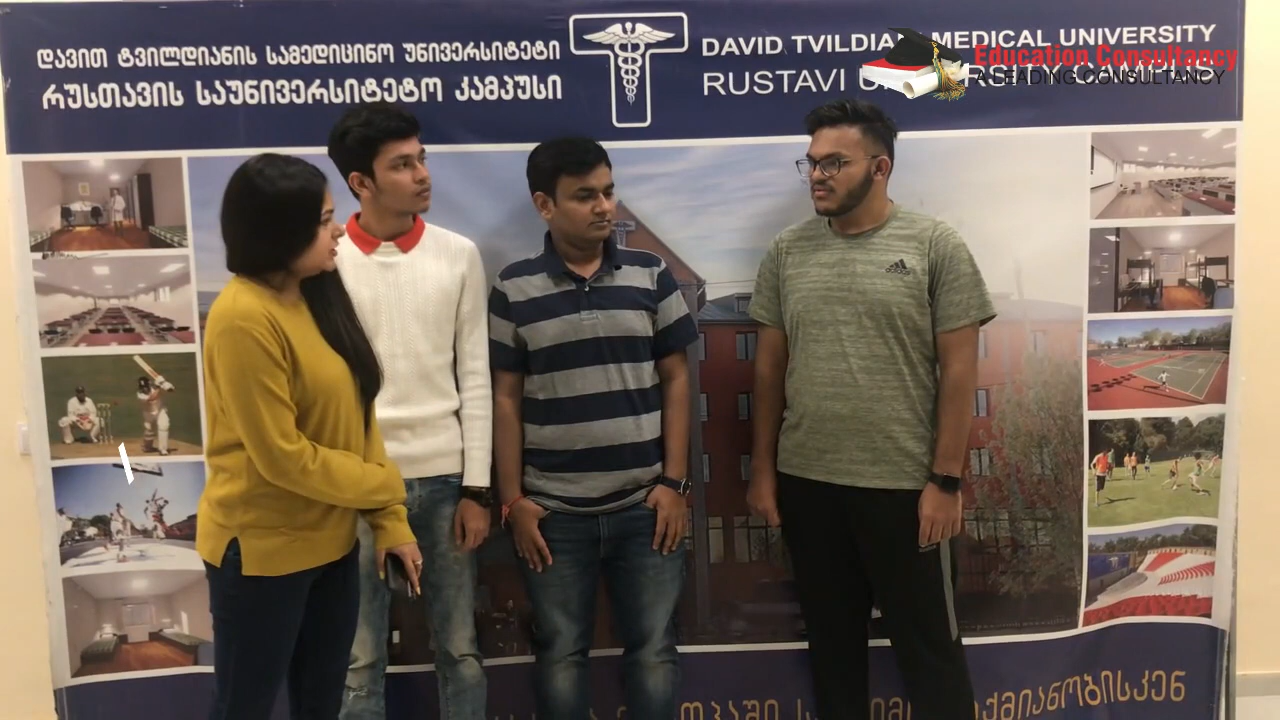 დავით ტვილდიანის სამედიცინო უნივერსიტეტი
რუსთავის საუნივერსიტეტო კამპუსი
DAVID TVILDIANI MEDICAL UNIVERSITY
RUSTAVI
Education Consultancy
A LEADING CONSULTANCY
adidas